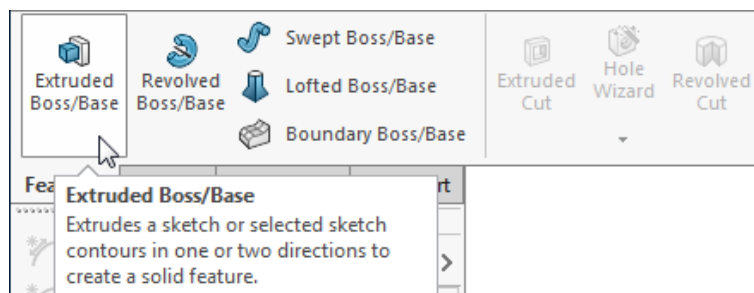 Extruded
Boss/Base
Revolved
Boss/Base
Swept Boss/Base
Lofted Boss/Base
Boundary Boss/Base
Extruded
Cut
Hole
Wizard
Revolved
Cut
Fea
rt
Extruded Boss/Base
Extrudes a sketch or selected sketch
contours in one or two directions to
create a solid feature.